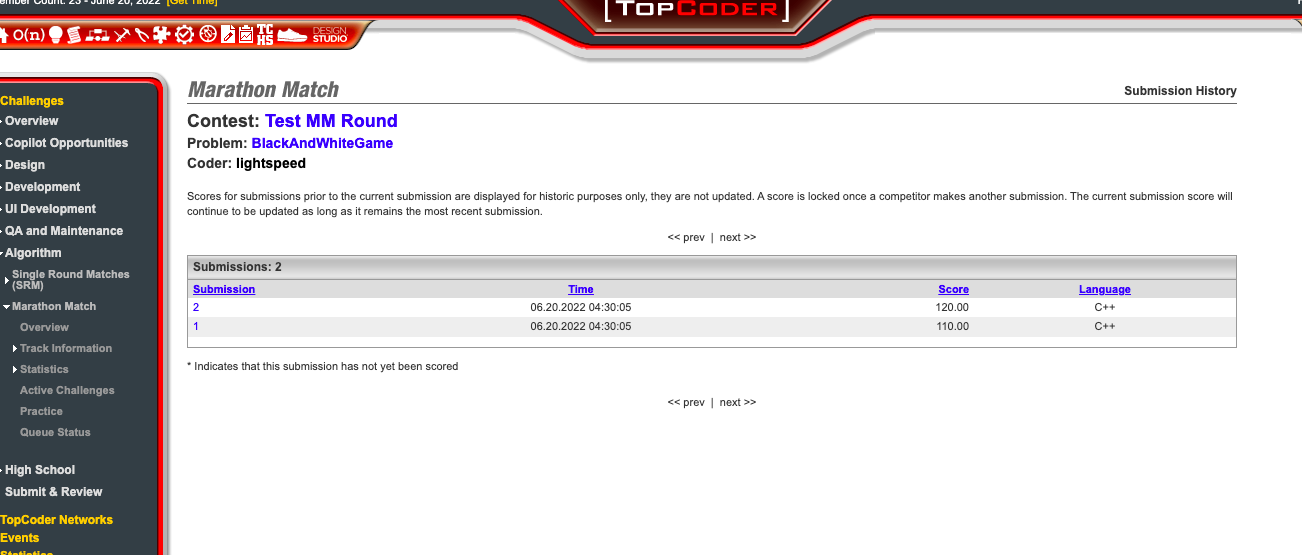 ember Count: 23 - June 20, 2022 [Get Time]
[TOPCODER]
O(n)
TC
HS
DESIGN
STUDIO
Challenges
Overview
Copilot Opportunities
Design
Development
UI Development
QA and Maintenance
Algorithm
Single Round Matches
(SRM)
Marathon Match
Overview
Track Information
Statistics
Active Challenges
Practice
Queue Status
High School
Submit & Review
TopCoder Networks
Events
Statistics
Marathon Match Submission History
Contest: Test MM Round
Problem: BlackAndWhiteGame
Coder: lightspeed
Scores for submissions prior to the current submission are displayed for historic purposes only, they are not updated. A score is locked once a competitor makes another submission. The current submission score will
continue to be updated as long as it remains the most recent submission.
<< prev | next >>
Submissions: 2
Submission Time Score Language
2 06.20.2022 04:30:05 120.00 C++
1 06.20.2022 04:30:05 110.00 C++
* Indicates that this submission has not yet been scored
<< prev | next >>